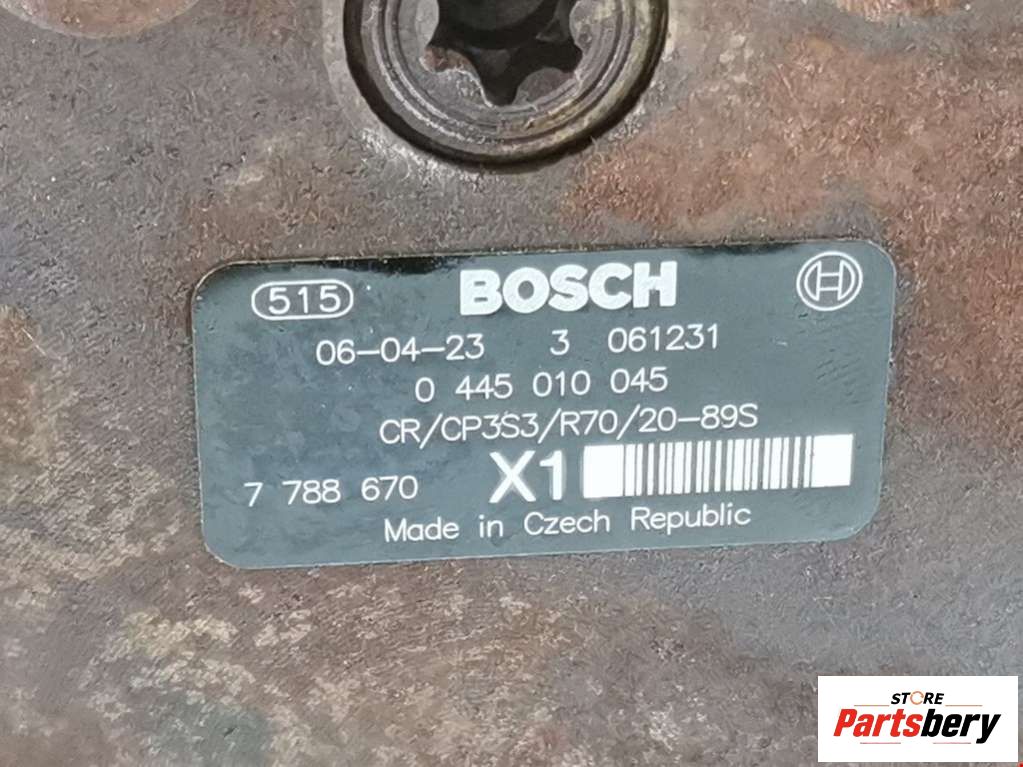 515 BOSCH
06-04-23 3 061231
0 445 010 045
CR/CP3S3/R70/20-89S
7 788 670 X1
Made in Czech Republic
STORE
Partsbery